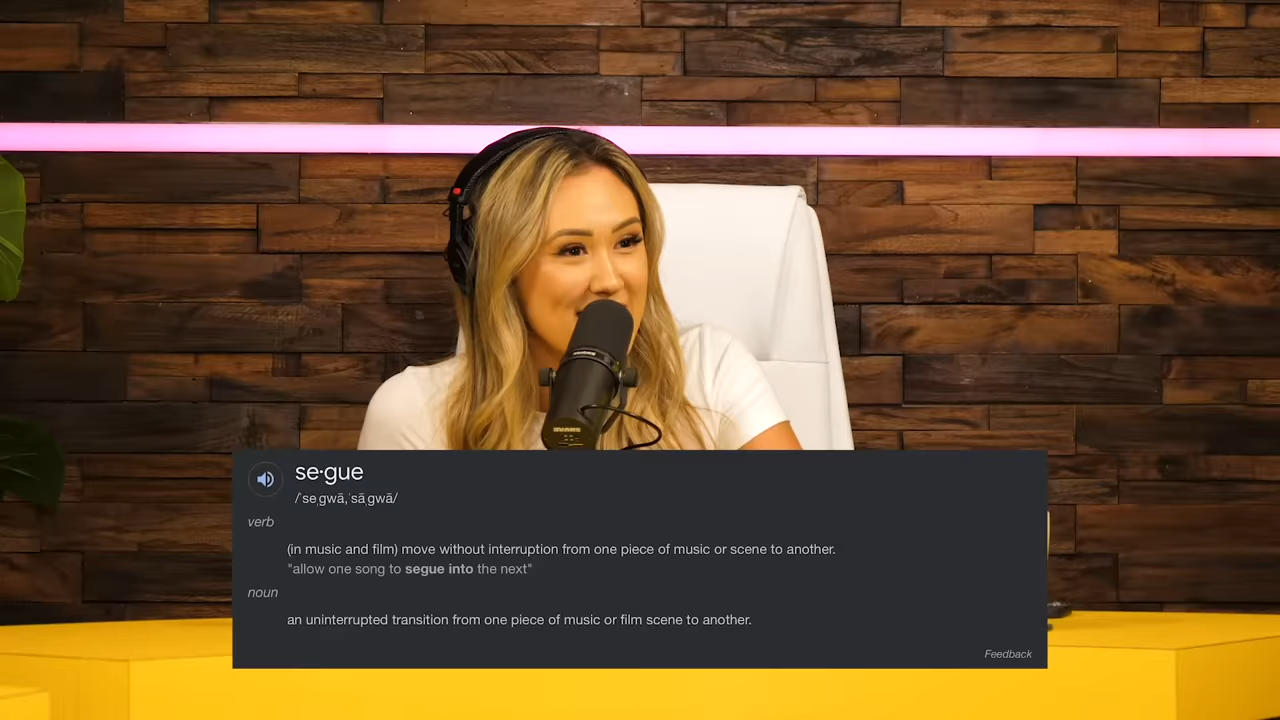 se·gue
/ˈseˌɡwā,ˈsāˌɡwā/
verb
(in music and film) move without interruption from one piece of music or scene to another.
"allow one song to segue into the next"
noun
an uninterrupted transition from one piece of music or film scene to another.
Feedback